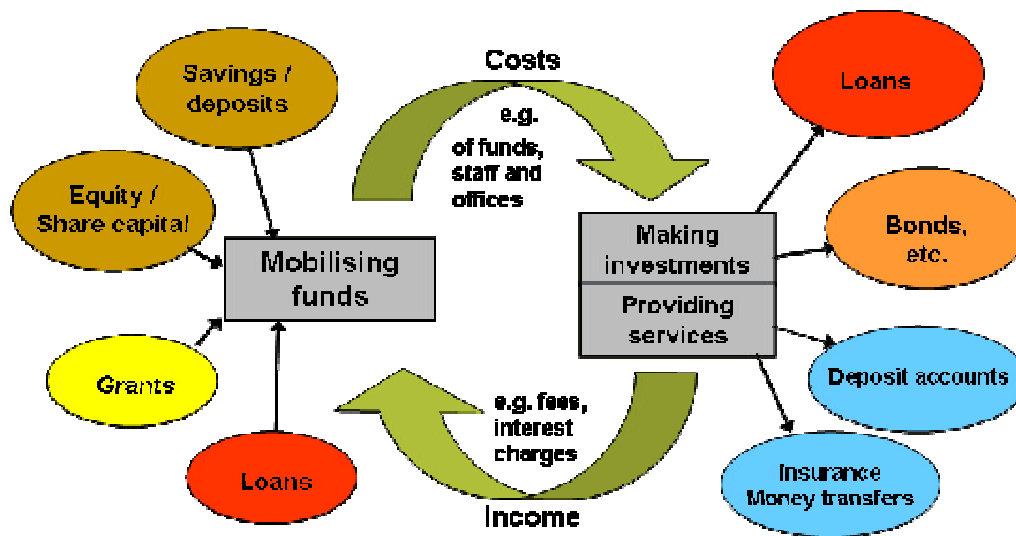 Costs
e.g.
of funds,
staff and
offices
Savings /
deposits
Equity /
Share capital
Grants
Loans
Mobilising
funds
Making
investments
Providing
services
Loans
Bonds,
etc.
Deposit accounts
Insurance
Money transfers
e.g. fees,
interest
charges
Income